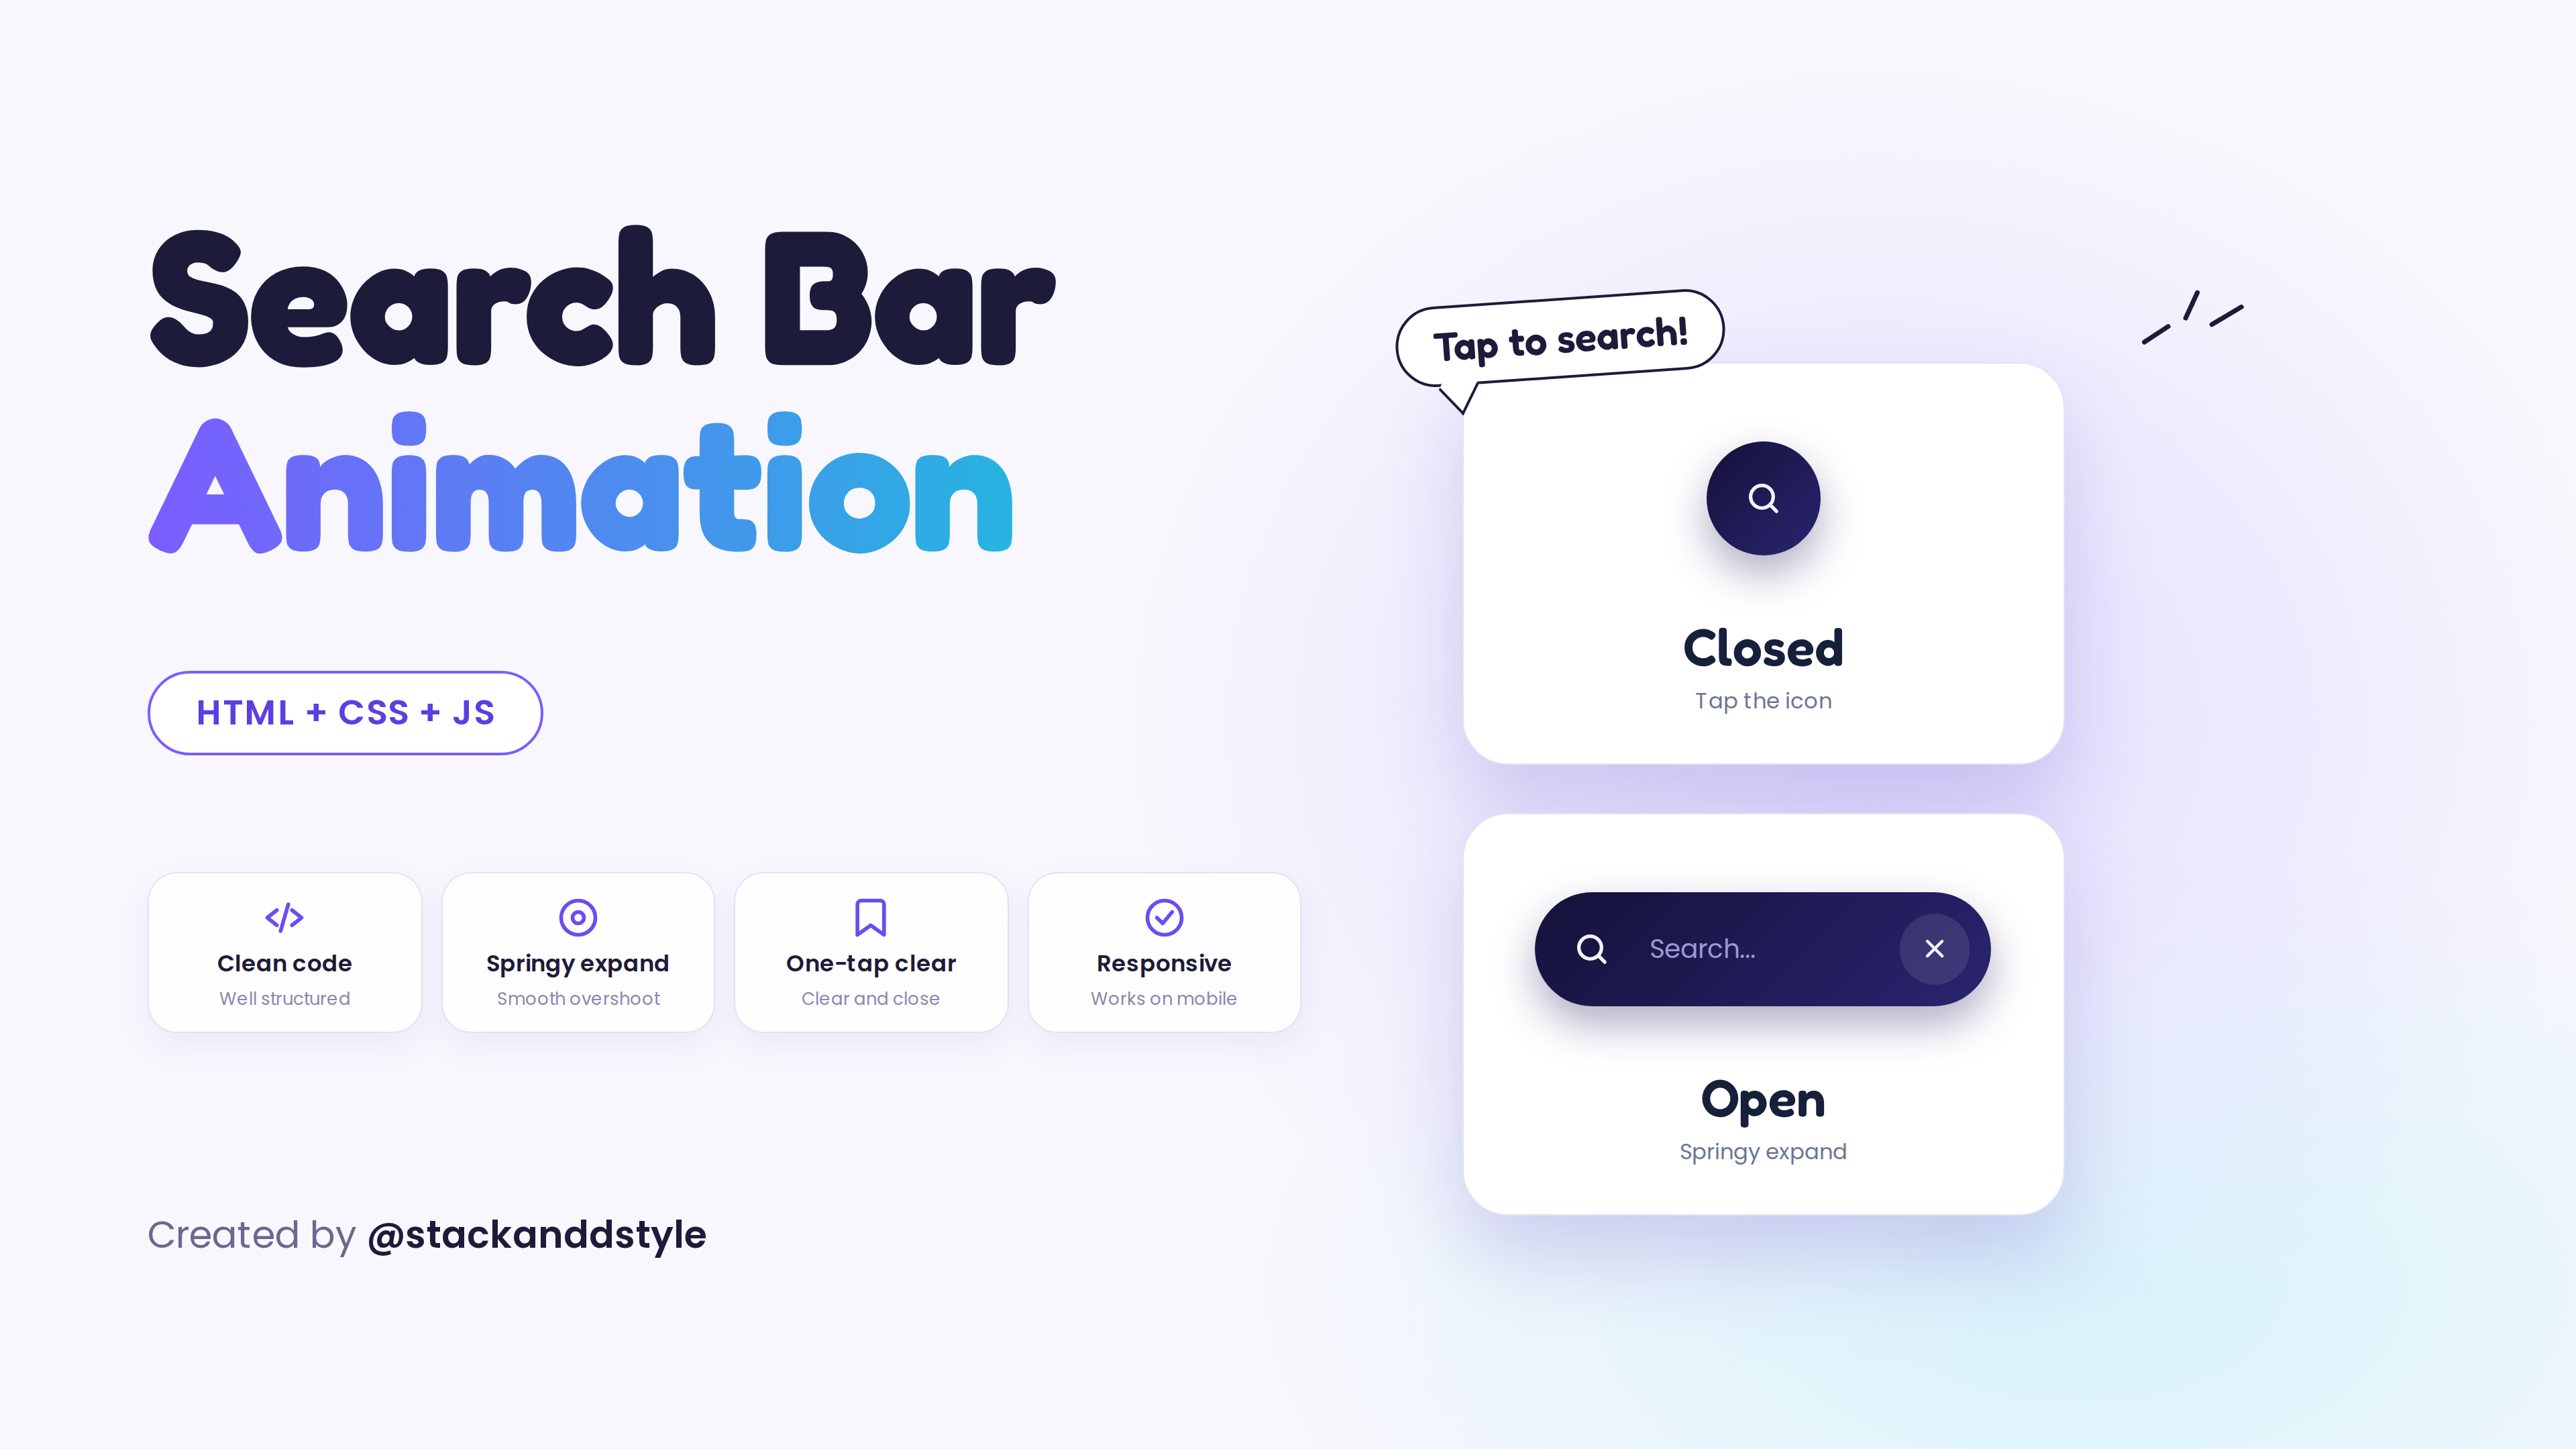 Search Bar
Animation
HTML + CSS + JS
Clean code
Well structured
Springy expand
Smooth overshoot
One-tap clear
Clear and close
Responsive
Works on mobile
Created by @stackanddstyle
Tap to search!
Closed
Tap the icon
Search...
Open
Springy expand